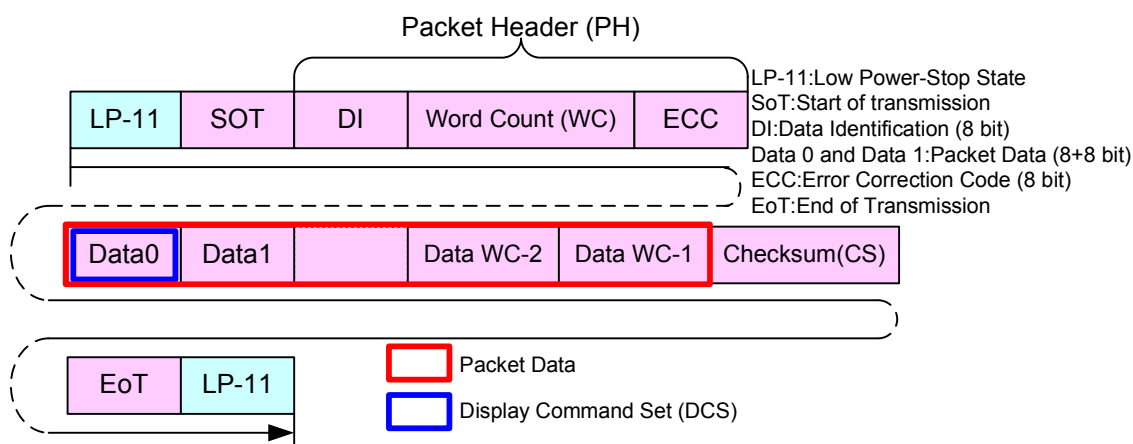 Packet Header (PH)
LP-11:Low Power-Stop State
SoT:Start of transmission
DI:Data Identification (8 bit)
Data 0 and Data 1:Packet Data (8+8 bit)
ECC:Error Correction Code (8 bit)
EoT:End of Transmission
LP-11 SOT DI Word Count (WC) ECC
Data0 Data1 Data WC-2 Data WC-1 Checksum(CS)
EoT LP-11
Packet Data
Display Command Set (DCS)